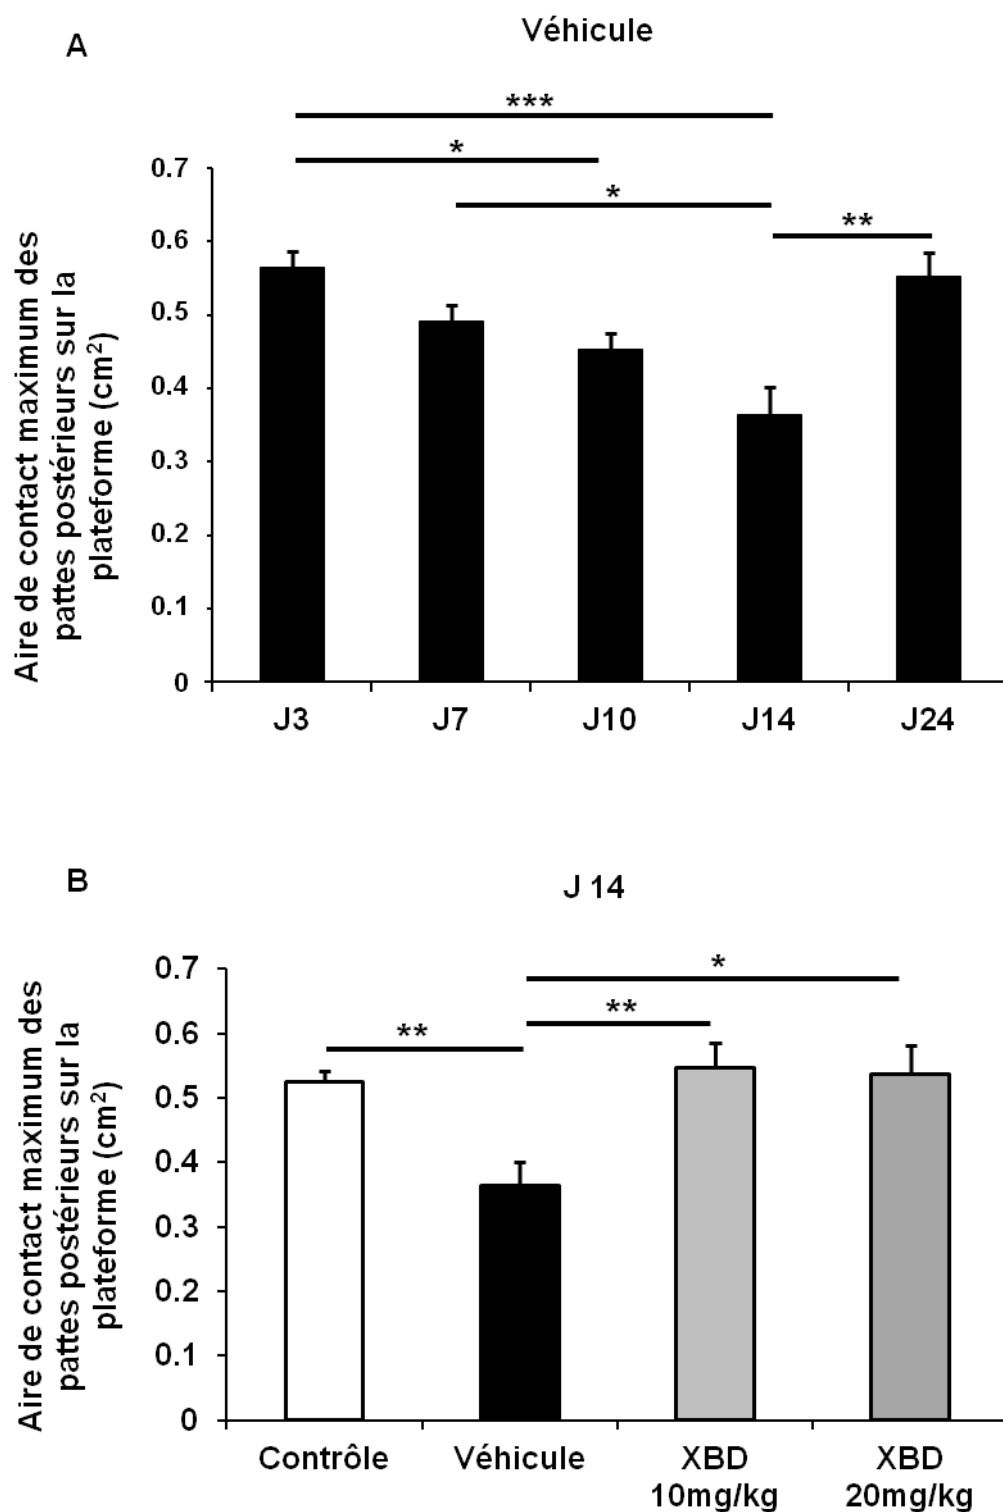 A
Véhicule
***
*
*
**
0.7
0.6
0.5
0.4
0.3
0.2
0.1
0
Aire de contact maximum des
pattes postérieurs sur la
plateforme (cm²)
J3 J7 J10 J14 J24
B
J 14
*
**
**
0.7
0.6
0.5
0.4
0.3
0.2
0.1
0
Aire de contact maximum des
pattes postérieurs sur la
plateforme (cm²)
Contrôle Véhicule XBD XBD
10mg/kg 20mg/kg